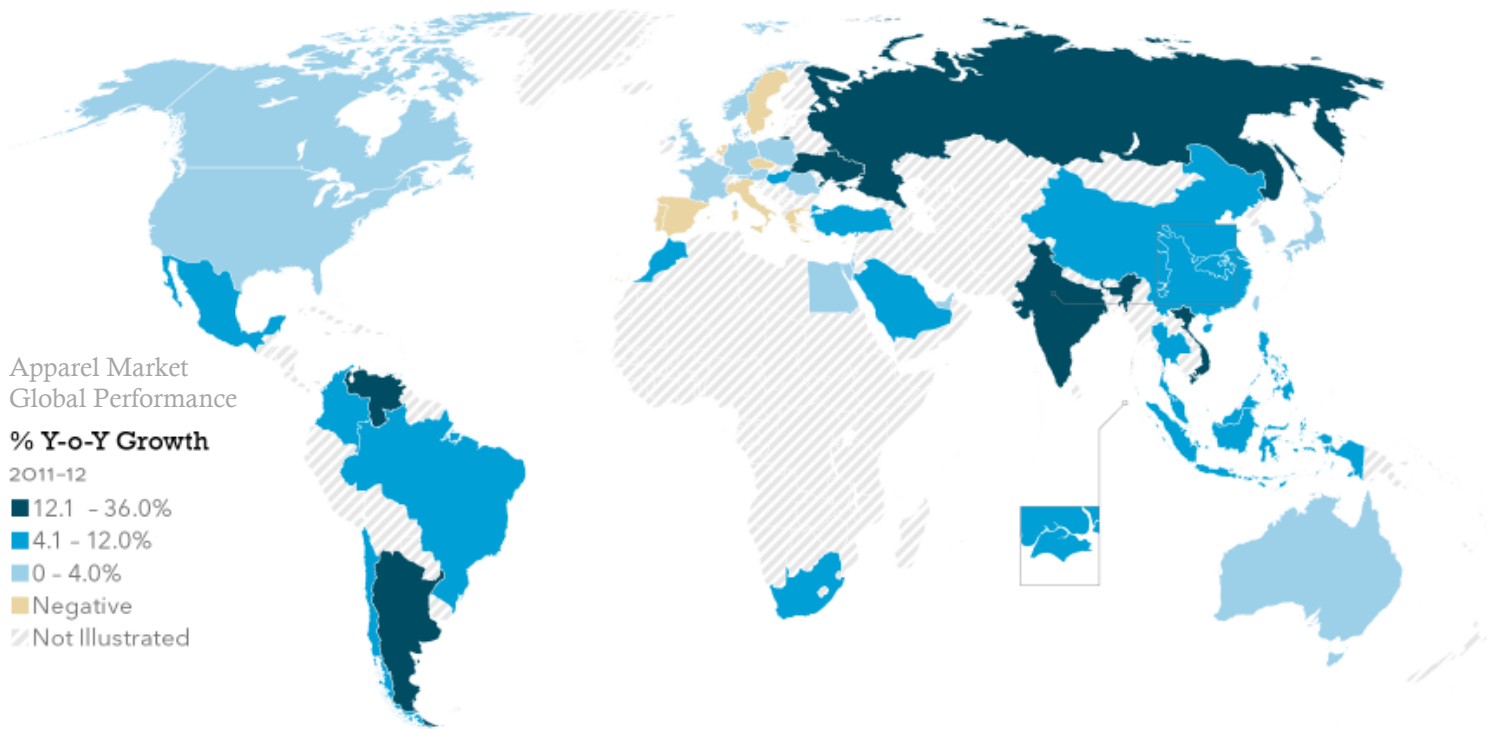 Apparel Market
Global Performance
% Y-o-Y Growth
2011-12
12.1 - 36.0%
4.1 - 12.0%
0 - 4.0%
Negative
Not Illustrated